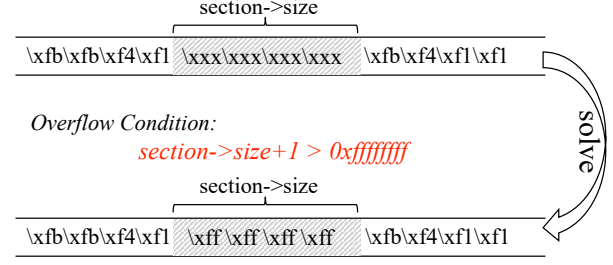 section->size
\xfb\xfb\xf4\xf1 \xxx\xxx\xxx\xxx \xfb\xf4\xf1\xf1
Overflow Condition:
section->size+1 > 0xffffffff
solve
section->size
\xfb\xfb\xf4\xf1 \xff \xff \xff \xff \xfb\xf4\xf1\xf1